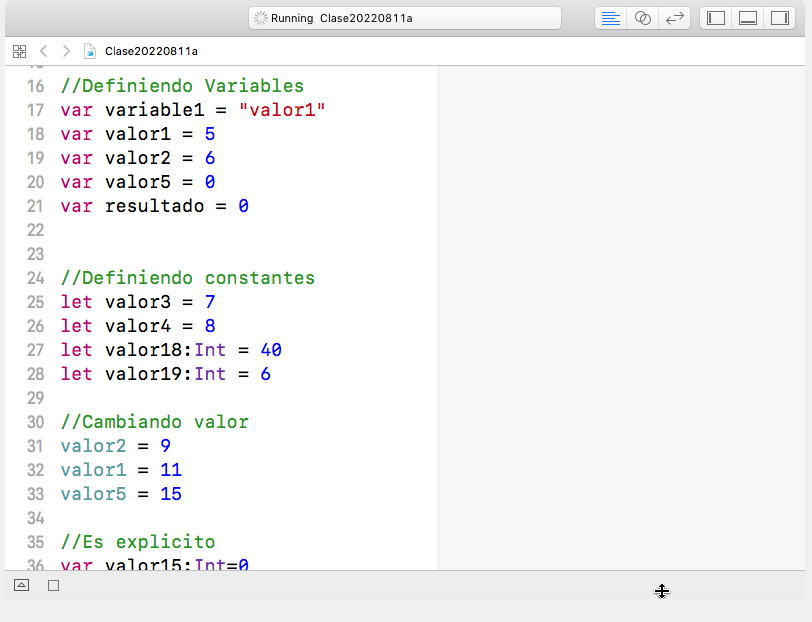 Running Clase20220811a
Clase20220811a
16 //Definiendo Variables
17 var variable1 = "valor1"
18 var valor1 = 5
19 var valor2 = 6
20 var valor5 = 0
21 var resultado = 0
22
23
24 //Definiendo constantes
25 let valor3 = 7
26 let valor4 = 8
27 let valor18:Int = 40
28 let valor19:Int = 6
29
30 //Cambiando valor
31 valor2 = 9
32 valor1 = 11
33 valor5 = 15
34
35 //Es explicito
36 var valor15:Int=0